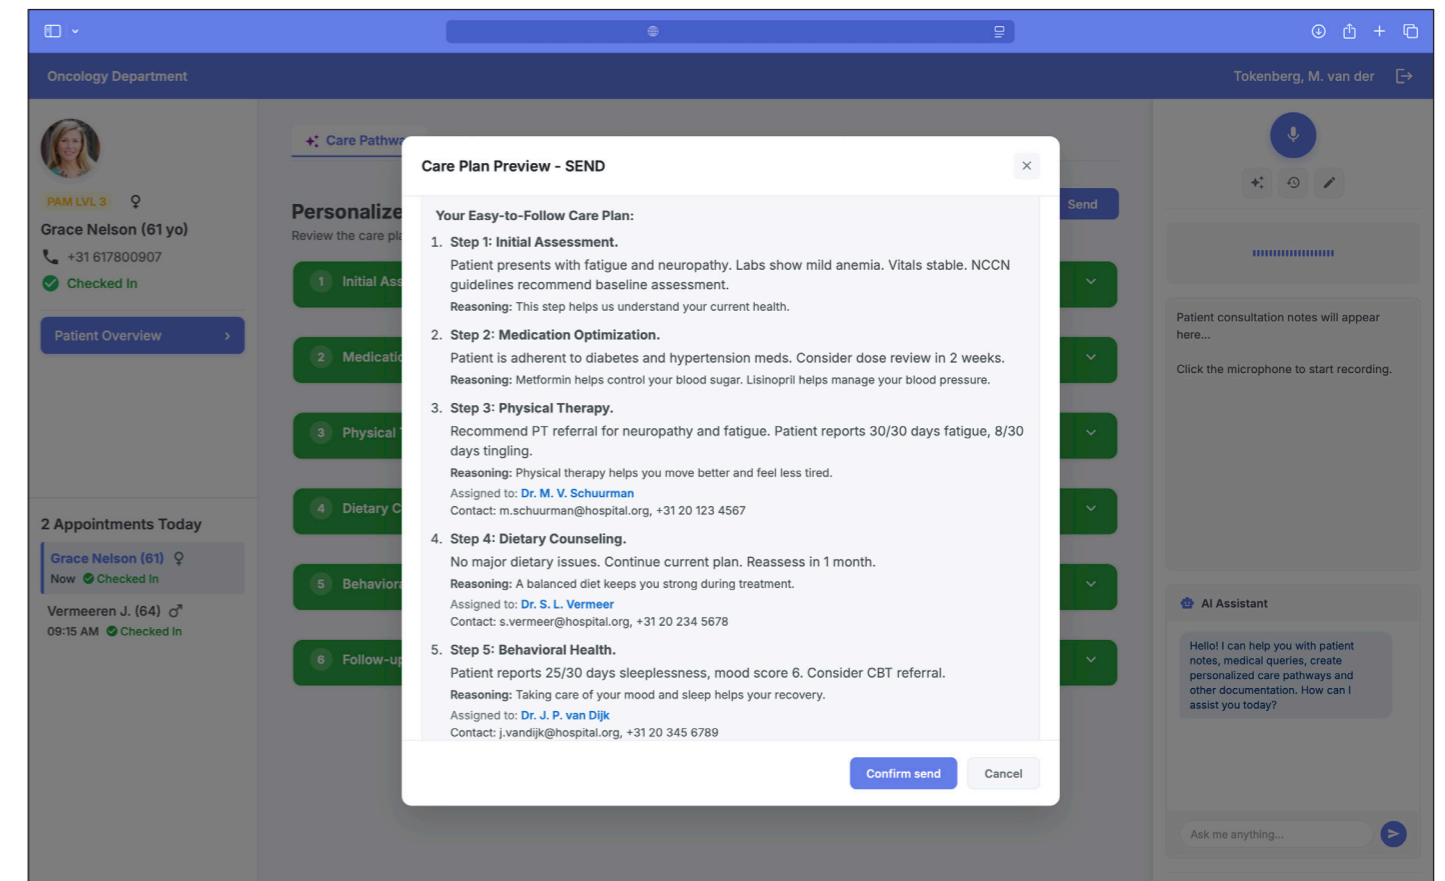 Oncology Department
Tokenberg, M. van der
PAM LVL 3
Grace Nelson (61 yo)
+31 617800907
Checked In
Patient Overview
2 Appointments Today
Grace Nelson (61)
Now Checked In
Vermeeren J. (64)
09:15 AM Checked In
Care Pathw
Personalize
Review the care pl
Send
1 Initial Ass
2 Medicatio
3 Physical
4 Dietary C
5 Behaviora
6 Follow-up
Care Plan Preview - SEND
Your Easy-to-Follow Care Plan:
1. Step 1: Initial Assessment.
Patient presents with fatigue and neuropathy. Labs show mild anemia. Vitals stable. NCCN
guidelines recommend baseline assessment.
Reasoning: This step helps us understand your current health.
2. Step 2: Medication Optimization.
Patient is adherent to diabetes and hypertension meds. Consider dose review in 2 weeks.
Reasoning: Metformin helps control your blood sugar. Lisinopril helps manage your blood pressure.
3. Step 3: Physical Therapy.
Recommend PT referral for neuropathy and fatigue. Patient reports 30/30 days fatigue, 8/30
days tingling.
Reasoning: Physical therapy helps you move better and feel less tired.
Assigned to: Dr. M. V. Schuurman
Contact: m.schuurman@hospital.org, +31 20 123 4567
4. Step 4: Dietary Counseling.
No major dietary issues. Continue current plan. Reassess in 1 month.
Reasoning: A balanced diet keeps you strong during treatment.
Assigned to: Dr. S. L. Vermeer
Contact: s.vermeer@hospital.org, +31 20 234 5678
5. Step 5: Behavioral Health.
Patient reports 25/30 days sleeplessness, mood score 6. Consider CBT referral.
Reasoning: Taking care of your mood and sleep helps your recovery.
Assigned to: Dr. J. P. van Dijk
Contact: j.vandijk@hospital.org, +31 20 345 6789
Confirm send
Cancel
Patient consultation notes will appear
here...
Click the microphone to start recording.
AI Assistant
Hello! I can help you with patient
notes, medical queries, create
personalized care pathways and
other documentation. How can I
assist you today?
Ask me anything...